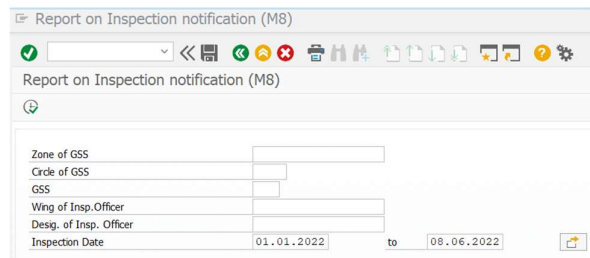 Report on Inspection notification (M8)
Report on Inspection notification (M8)
Zone of GSS
Circle of GSS
GSS
Wing of Insp.Officer
Desig. of Insp. Officer
Inspection Date 01.01.2022 to 08.06.2022